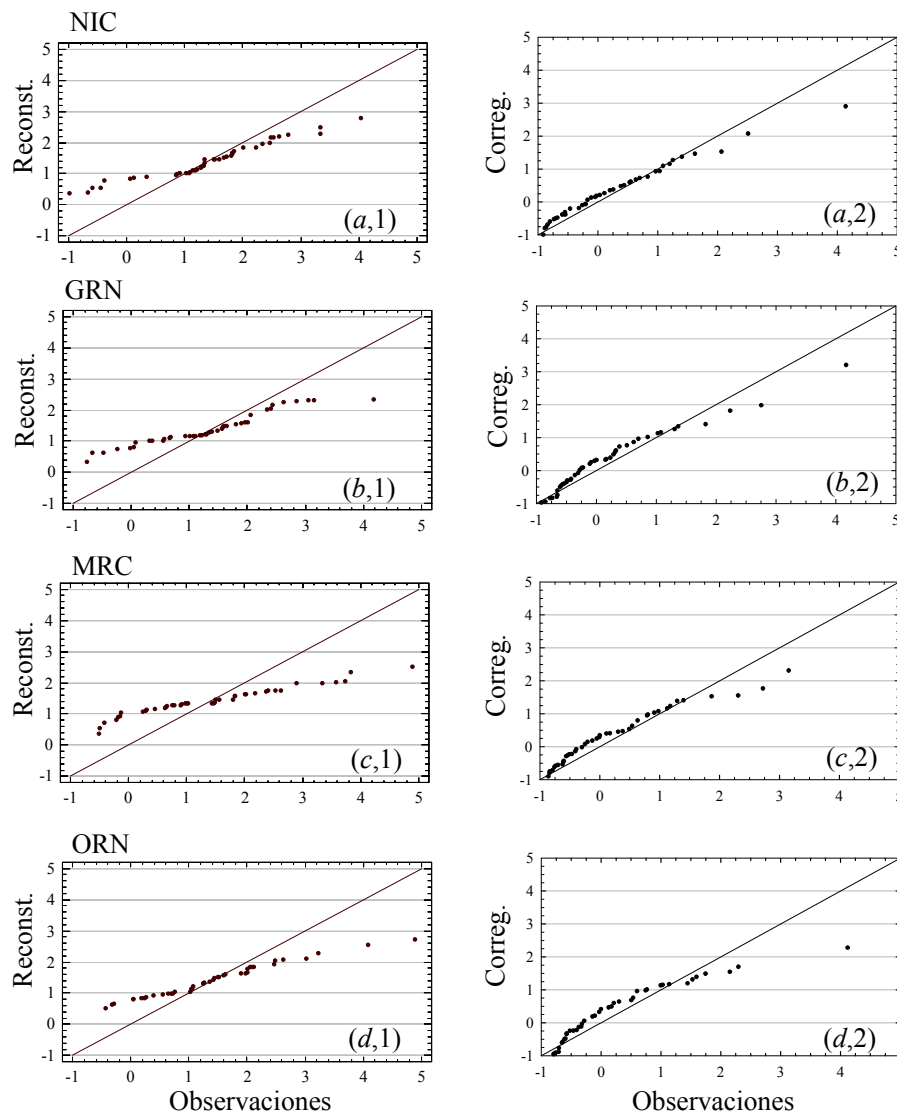 NIC
Reconst.
5
4
3
2
1
0
-1
(a,1)
-1 0 1 2 3 4 5
Correg.
5
4
3
2
1
0
-1
(a,2)
-1 0 1 2 3 4 5
GRN
Reconst.
5
4
3
2
1
0
-1
(b,1)
-1 0 1 2 3 4 5
Correg.
5
4
3
2
1
0
-1
(b,2)
-1 0 1 2 3 4
MRC
Reconst.
5
4
3
2
1
0
-1
(c,1)
-1 0 1 2 3 4 5
Correg.
5
4
3
2
1
0
-1
(c,2)
-1 0 1 2 3 4
ORN
Reconst.
5
4
3
2
1
0
-1
(d,1)
-1 0 1 2 3 4 5
Observaciones
Correg.
5
4
3
2
1
0
-1
(d,2)
-1 0 1 2 3 4
Observaciones